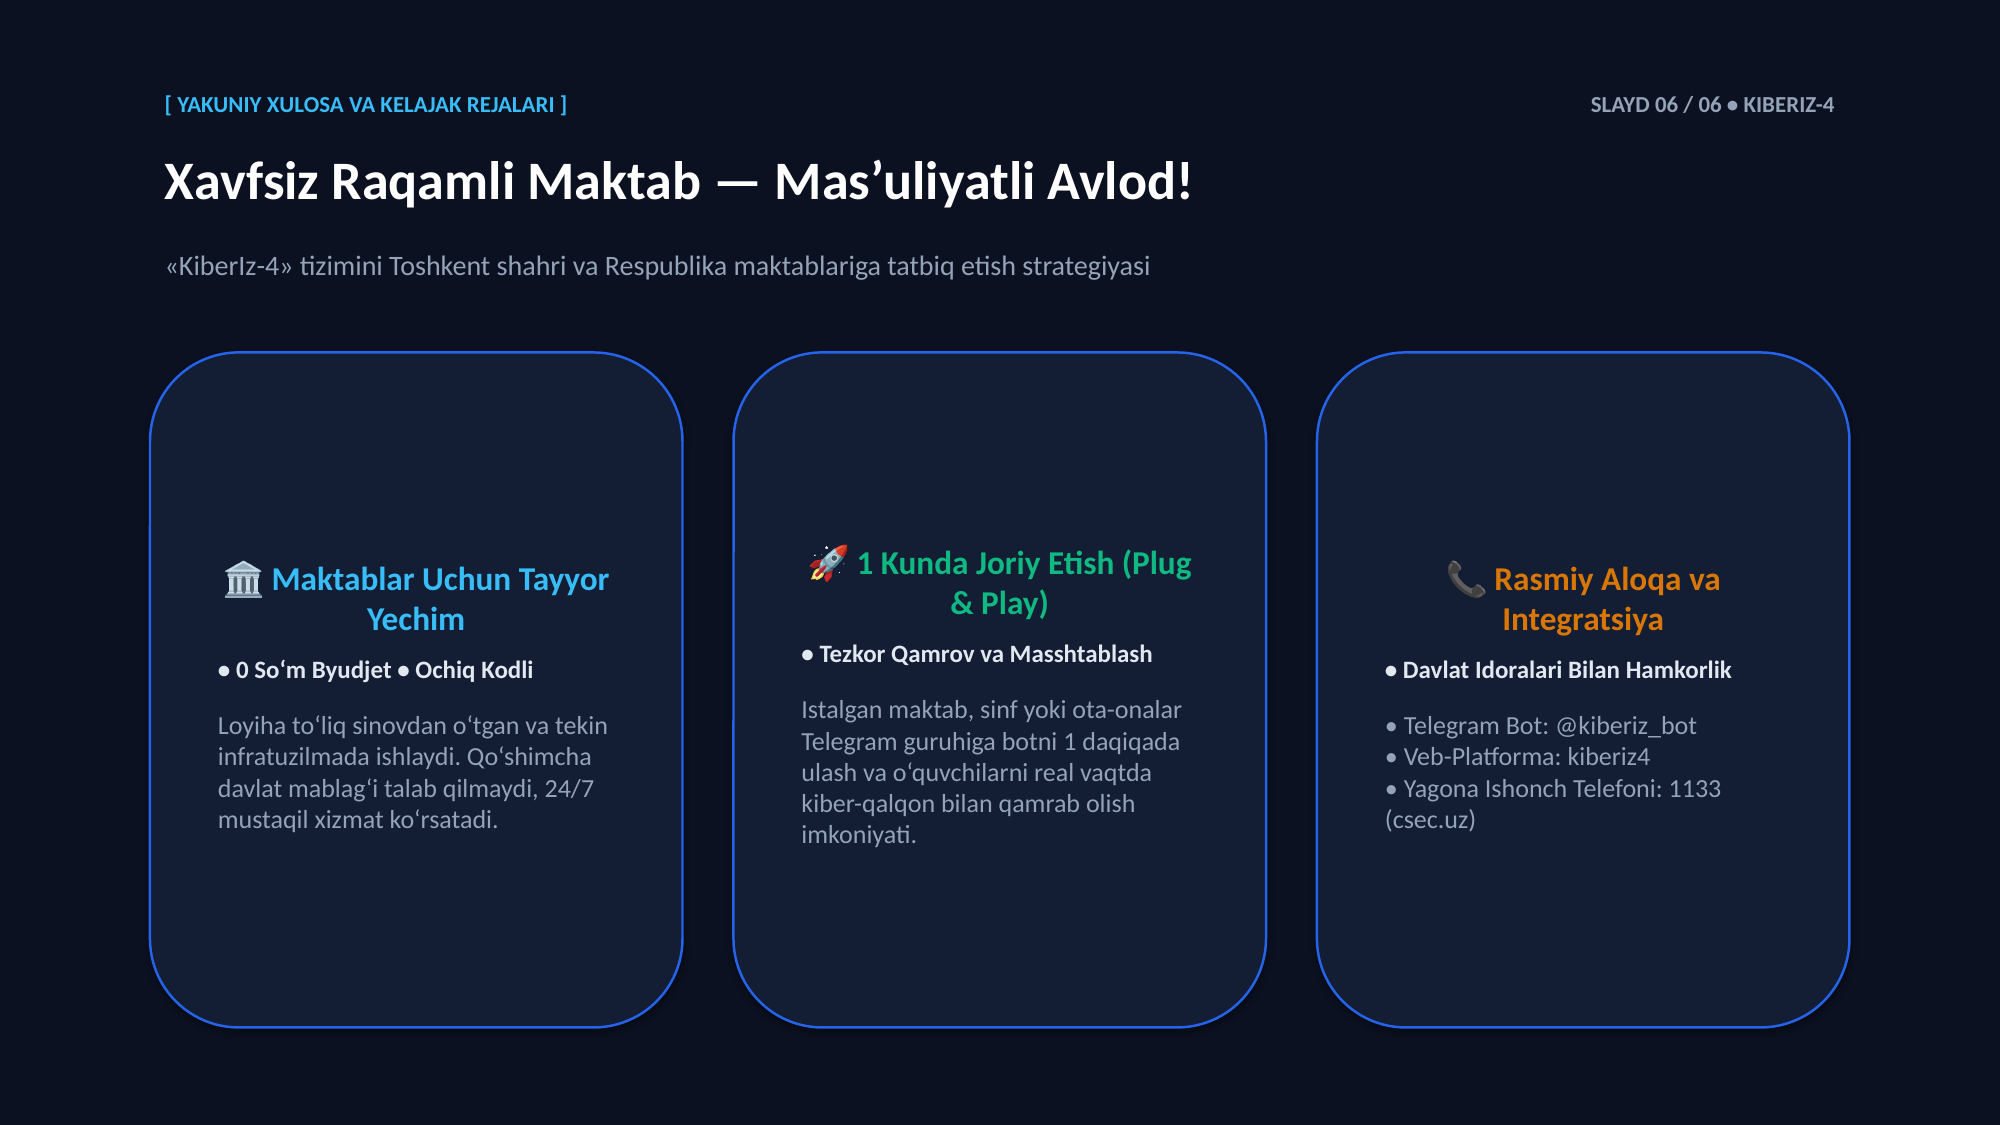 [ YAKUNIY XULOSA VA KELAJAK REJALARI ]
SLAYD 06 / 06 ● KIBERIZ-4
Xavfsiz Raqamli Maktab — Mas’uliyatli Avlod!
«KiberIz-4» tizimini Toshkent shahri va Respublika maktablariga tatbiq etish strategiyasi
🏛️ Maktablar Uchun Tayyor
Yechim
● 0 So‘m Byudjet ● Ochiq Kodli
Loyiha to‘liq sinovdan o‘tgan va tekin
infratuzilmada ishlaydi. Qo‘shimcha
davlat mablag‘i talab qilmaydi, 24/7
mustaqil xizmat ko‘rsatadi.
🚀 1 Kunda Joriy Etish (Plug
& Play)
● Tezkor Qamrov va Masshtablash
Istalgan maktab, sinf yoki ota-onalar
Telegram guruhiga botni 1 daqiqada
ulash va o‘quvchilarni real vaqtda
kiber-qalqon bilan qamrab olish
imkoniyati.
📞 Rasmiy Aloqa va
Integratsiya
● Davlat Idoralari Bilan Hamkorlik
● Telegram Bot: @kiberiz_bot
● Veb-Platforma: kiberiz4
● Yagona Ishonch Telefoni: 1133
(csec.uz)